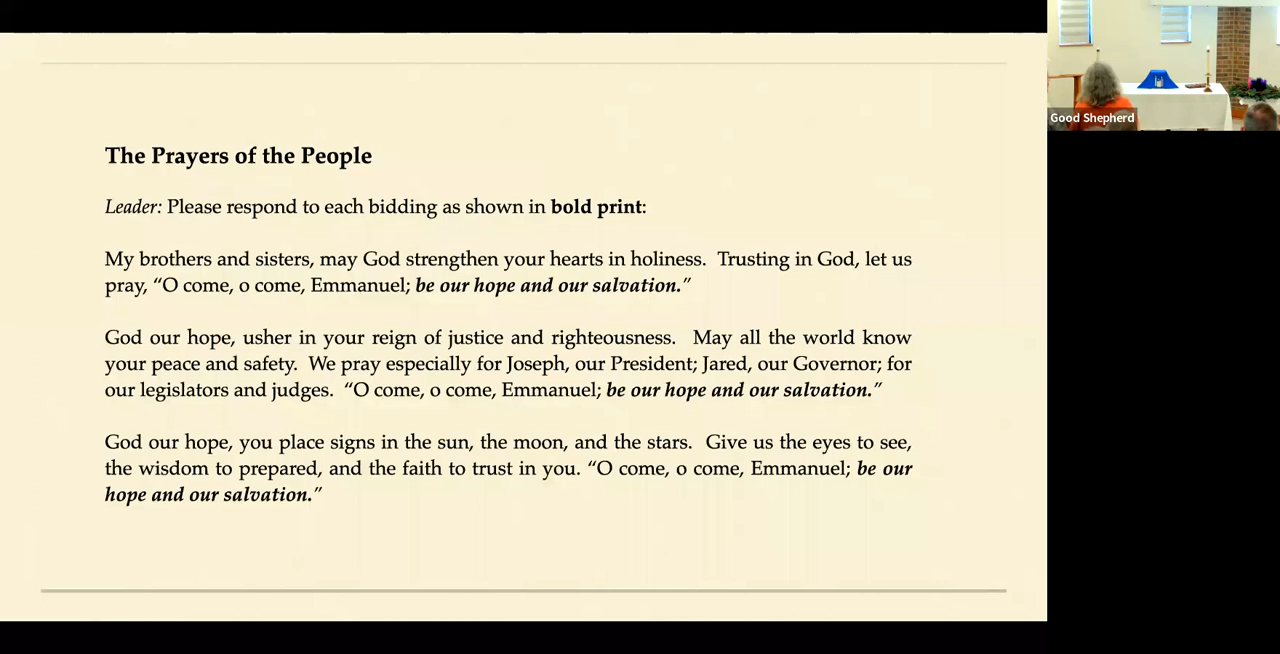 The Prayers of the People
Leader: Please respond to each bidding as shown in bold print:
My brothers and sisters, may God strengthen your hearts in holiness.  Trusting in God, let us
pray, “O come, o come, Emmanuel; be our hope and our salvation.”
God our hope, usher in your reign of justice and righteousness.  May all the world know
your peace and safety.  We pray especially for Joseph, our President; Jared, our Governor; for
our legislators and judges.  “O come, o come, Emmanuel; be our hope and our salvation.”
God our hope, you place signs in the sun, the moon, and the stars.  Give us the eyes to see,
the wisdom to prepared, and the faith to trust in you. “O come, o come, Emmanuel; be our
hope and our salvation.”
Good Shepherd